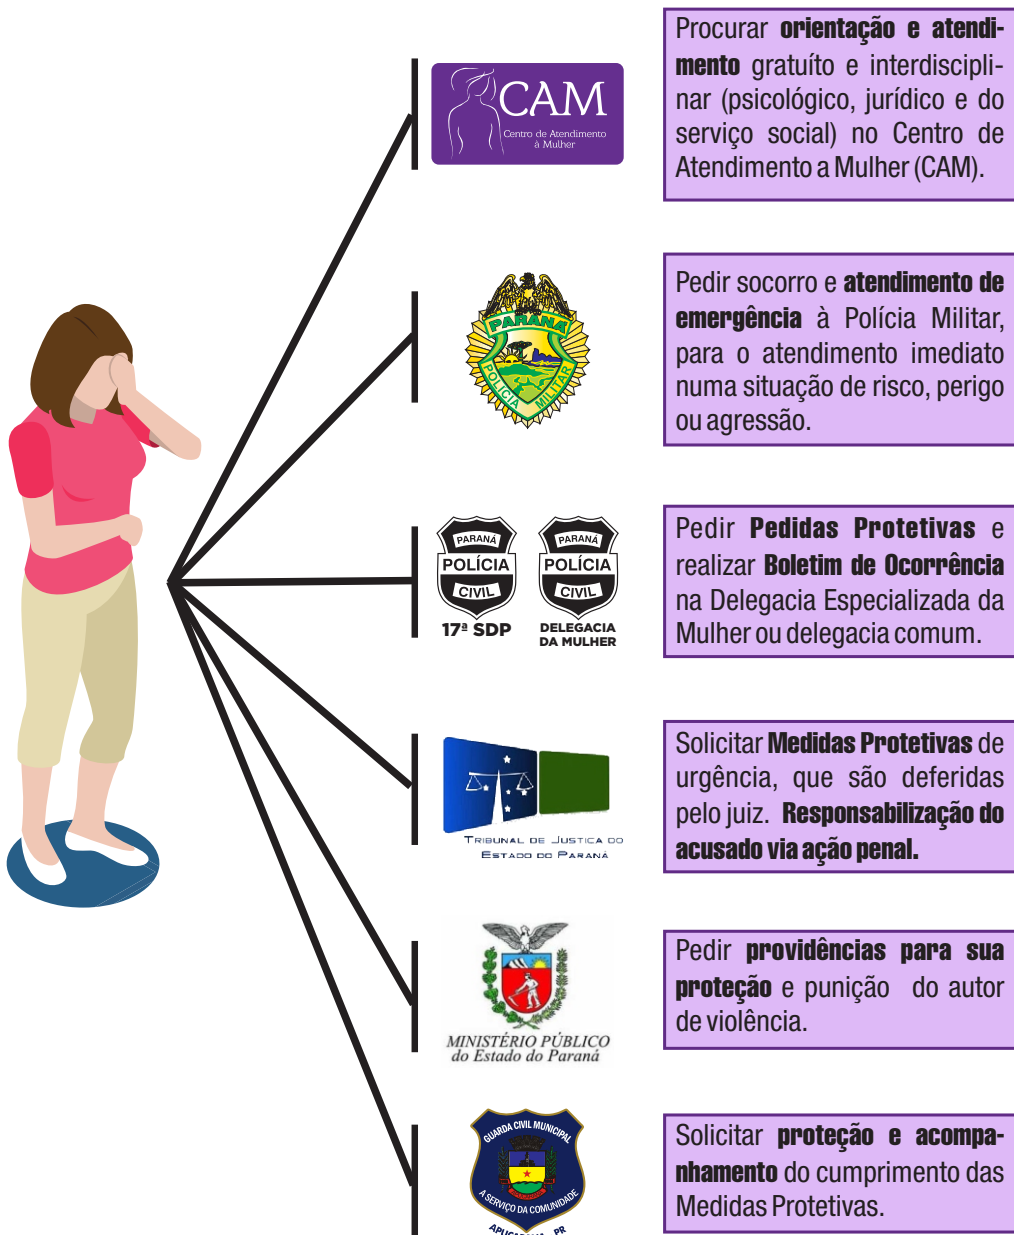 CAM
Centro de Atendimento
à Mulher
Procurar orientação e atendi-
mento gratuíto e interdiscipli-
nar (psicológico, jurídico e do
serviço social) no Centro de
Atendimento a Mulher (CAM).
PARANÁ
POLÍCIA MILITAR
Pedir socorro e atendimento de
emergência à Polícia Militar,
para o atendimento imediato
numa situação de risco, perigo
ou agressão.
PARANÁ
POLÍCIA
CIVIL
17ª SDP
PARANÁ
POLÍCIA
CIVIL
DELEGACIA
DA MULHER
Pedir Pedidas Protetivas e
realizar Boletim de Ocorrência
na Delegacia Especializada da
Mulher ou delegacia comum.
TRIBUNAL DE JUSTIÇA DO
ESTADO DO PARANÁ
Solicitar Medidas Protetivas de
urgência, que são deferidas
pelo juiz. Responsabilização do
acusado via ação penal.
MINISTÉRIO PÚBLICO
do Estado do Paraná
Pedir providências para sua
proteção e punição do autor
de violência.
GUARDA CIVIL MUNICIPAL
A SERVIÇO DA COMUNIDADE
APUCARANA - PR
Solicitar proteção e acompa-
nhamento do cumprimento das
Medidas Protetivas.